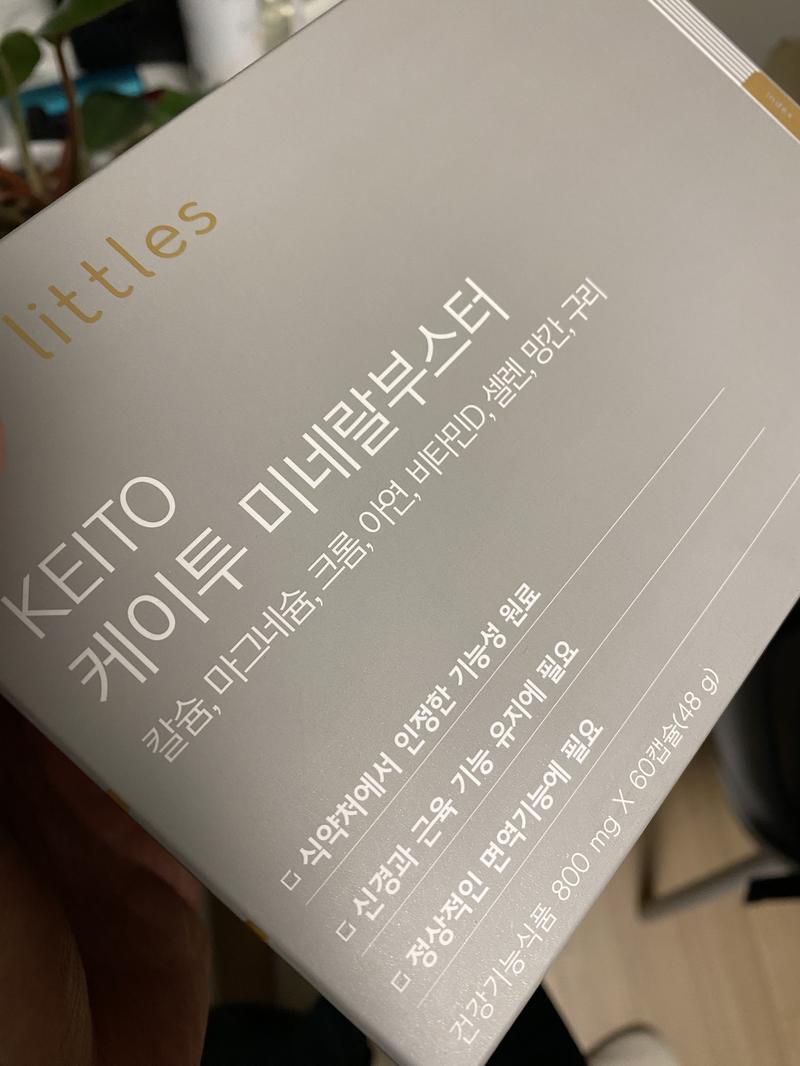 index
littles
KEITO
케이투 미네랄부스터
칼슘, 마그네슘, 크롬, 아연, 비타민D, 셀렌, 망간, 구리
식약처에서 인정한 기능성 원료
신경과 근육 기능 유지에 필요
정상적인 면역기능에 필요
건강기능식품 800 mg X 60캡슐(48 g)